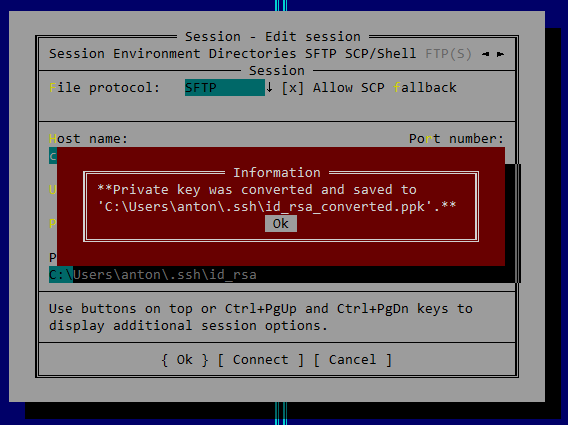 Session - Edit session
Session Environment Directories SFTP SCP/Shell FTP(S) ◄ ►
Session
File protocol: SFTP ↓ [x] Allow SCP fallback
Host name: Port number:
Information
**Private key was converted and saved to
'C:\Users\anton\.ssh\id_rsa_converted.ppk'.**
Ok
C:\Users\anton\.ssh\id_rsa
Use buttons on top or Ctrl+PgUp and Ctrl+PgDn keys to
display additional session options.
{ Ok } [ Connect ] [ Cancel ]